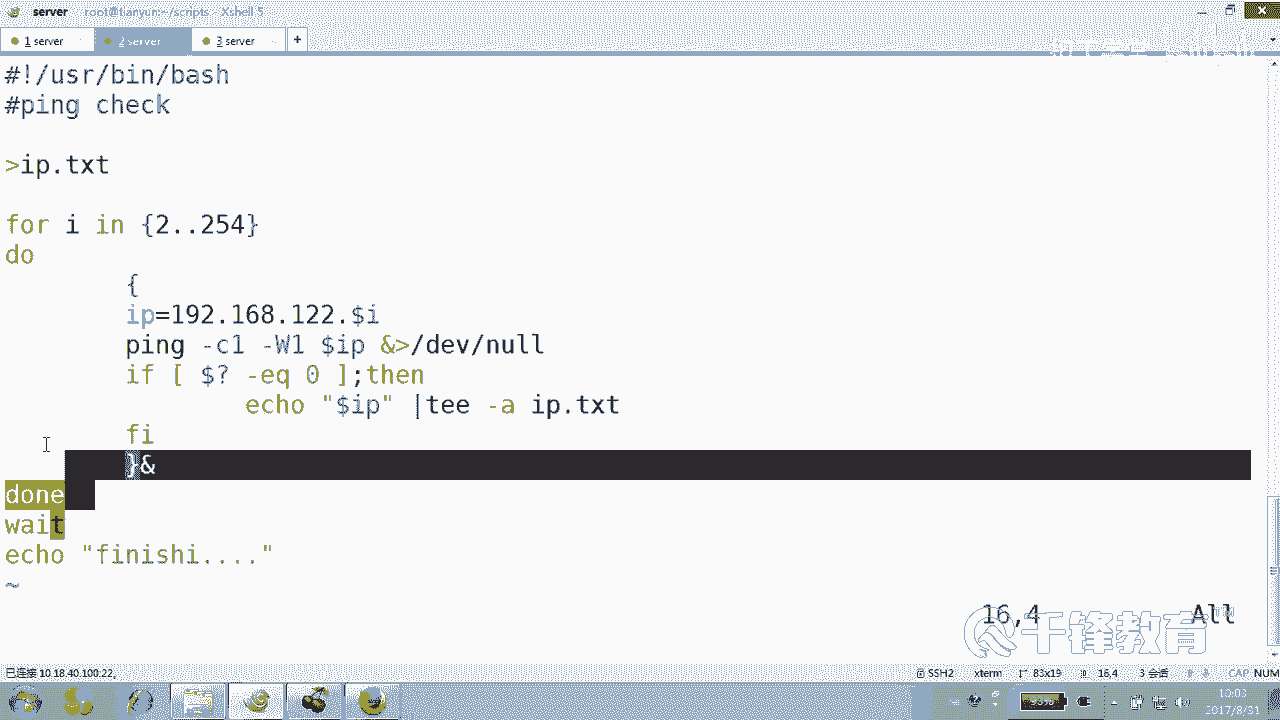 server root@tianyun:~/scripts - Xshell 5
1 server 2 server 3 server +
#!/usr/bin/bash
#ping check
>ip.txt
for i in {2..254}
do
{
ip=192.168.122.$i
ping -c1 -W1 $ip &>/dev/null
if [ $? -eq 0 ];then
echo "$ip" |tee -a ip.txt
fi
}&
done
wait
echo "finishi...."
~
16,4 All
千锋教育
已连接 10.18.40.100:22。 SSH2 xterm 83x19 16,4 3 会话 CAP NUM
93% 10:03
2017/8/31